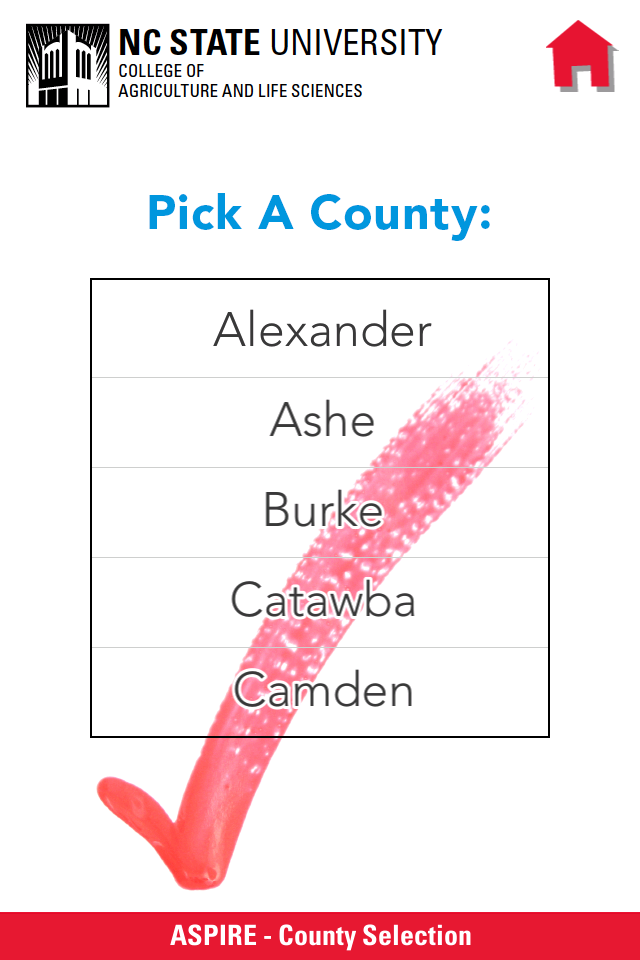 NC STATE UNIVERSITY
COLLEGE OF
AGRICULTURE AND LIFE SCIENCES
Pick A County:
Alexander
Ashe
Burke
Catawba
Camden
ASPIRE - County Selection